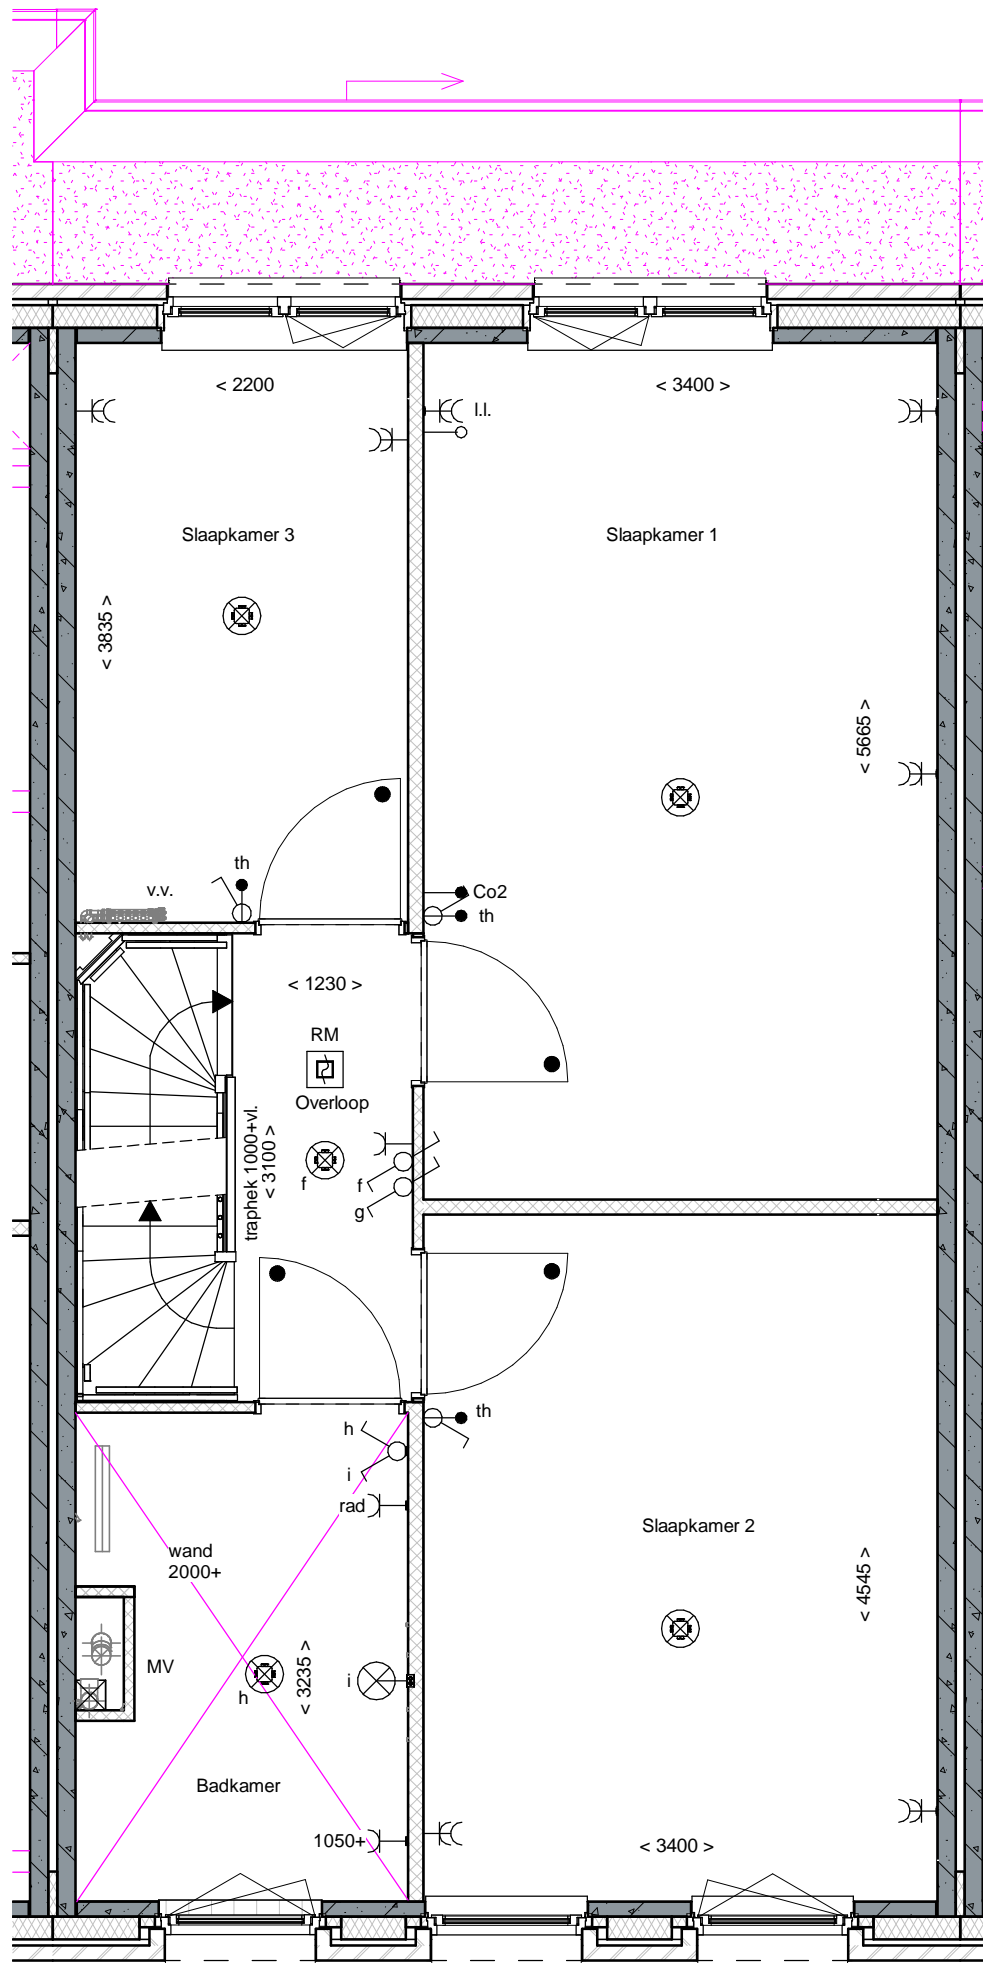 < 2200
< 3400 >
l.l.
Slaapkamer 3
Slaapkamer 1
< 3835 >
< 5665 >
th
v.v.
Co2
th
< 1230 >
RM
Overloop
traphek 1000+vl.
< 3100 >
f
f
g
h
th
i
rad
Slaapkamer 2
wand
2000+
< 4545 >
MV
h
< 3235 >
i
Badkamer
1050+
< 3400 >